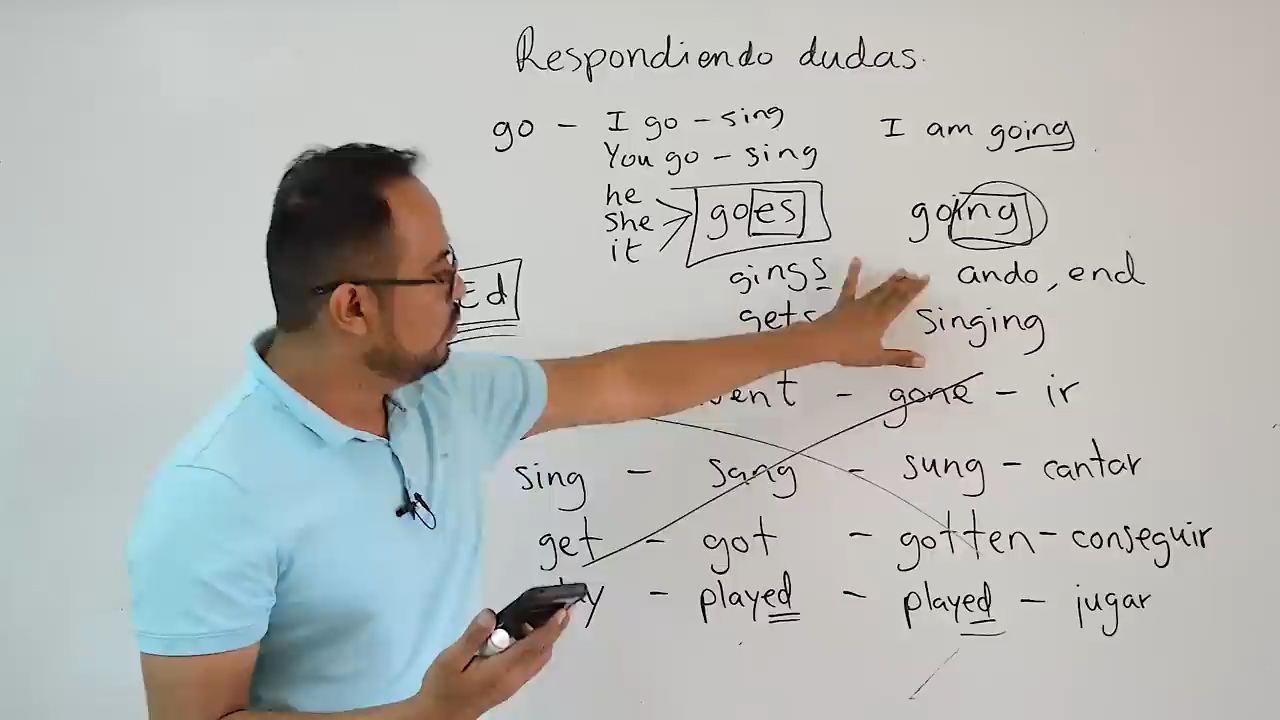 Respondiendo dudas.
go - I go - sing
You go - sing
he
she
it
goes
gings
gets
I am going
going
ando, end
singing
Ed
- gone - ir
sing - sang - sung - cantar
get - got - gotten - conseguir
- played - played - jugar